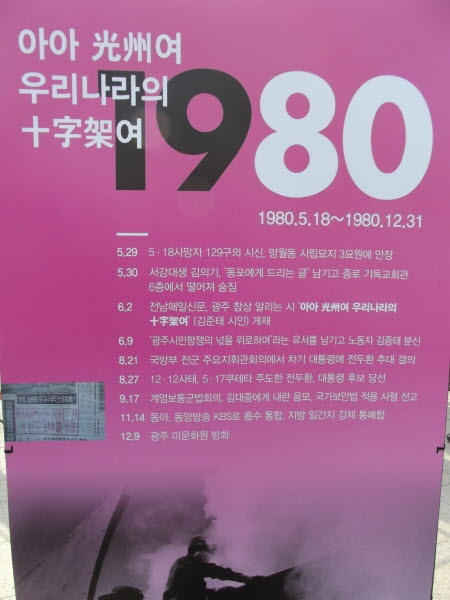 아아 光州여
우리나라의
十字架여
1980
1980.5.18~1980.12.31
5.29 5·18사망자 129구의 시신, 망월동 시립묘지 3묘원에 안장
5.30 서강대생 김의기, '동포에게 드리는 글' 남기고 종로 기독교회관
6층에서 떨어져 숨짐
6.2 전남매일신문, 광주 참상 알리는 시 '아아 光州여 우리나라의
十字架여' (김준태 시인) 게재
6.9 '광주시민항쟁의 넋을 위로하며'라는 유서를 남기고 노동자 김종태 분신
8.21 국방부 전군 주요지휘관회의에서 차기 대통령에 전두환 추대 결의
8.27 12·12사태, 5·17쿠테타 주도한 전두환, 대통령 후보 당선
9.17 계엄보통군법회의, 김대중에게 내란 음모, 국가보안법 적용 사형 선고
11.14 동아, 동양방송 KBS로 흡수 통합, 지방 일간지 강제 통폐합
12.9 광주 미문화원 방화